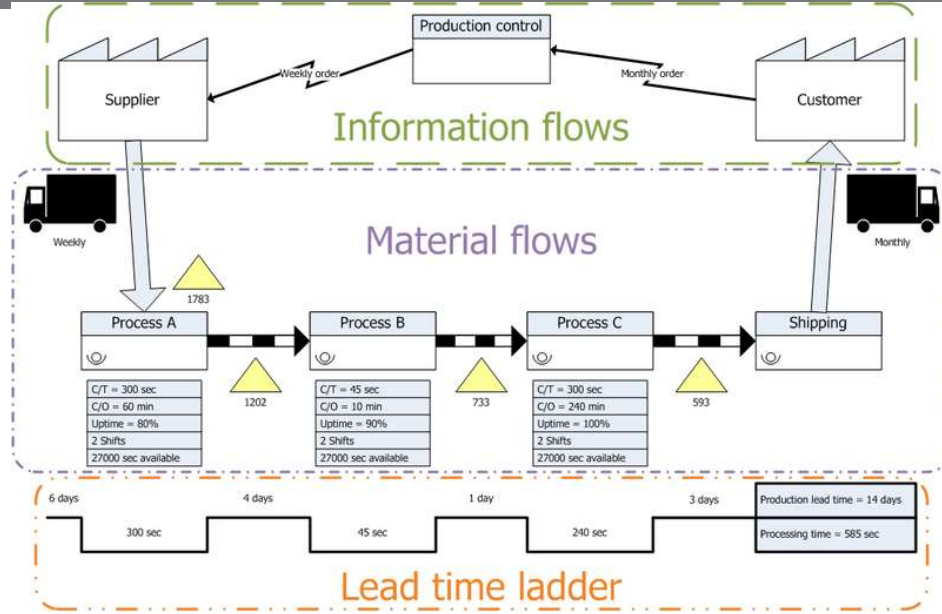 Production control
Supplier
Weekly order
Monthly order
Customer
Information flows
Weekly
Material flows
Monthly
1783
Process A
Process B
Process C
Shipping
1202
733
593
C/T = 300 sec
C/O = 60 min
Uptime = 80%
2 Shifts
27000 sec available
C/T = 45 sec
C/O = 10 min
Uptime = 90%
2 Shifts
27000 sec available
C/T = 300 sec
C/O = 240 min
Uptime = 100%
2 Shifts
27000 sec available
6 days
4 days
1 day
3 days
Production lead time = 14 days
300 sec
45 sec
240 sec
Processing time = 585 sec
Lead time ladder